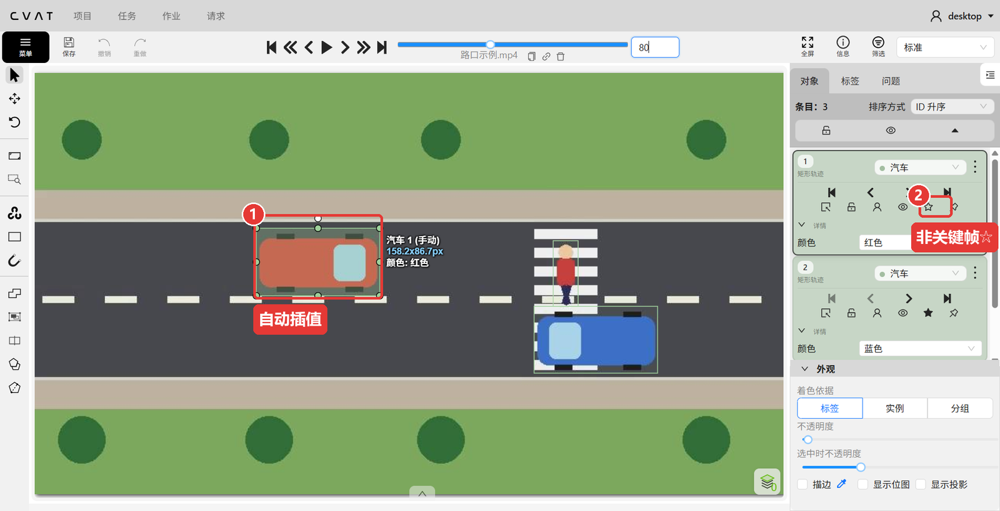 CVAT 项目 任务 作业 请求 desktop
菜单 保存 撤销 重做 80 全屏 信息 筛选 标准
路口示例.mp4
对象 标签 问题
条目：3 排序方式 ID 升序
1 汽车
矩形轨迹
2
详情
颜色 红色
非关键帧☆
1
汽车 1 (手动)
158.2x86.7px
颜色: 红色
自动插值
2 汽车
矩形轨迹
详情
颜色 蓝色
外观
着色依据
标签 实例 分组
不透明度
选中时不透明度
描边 显示位图 显示投影
0